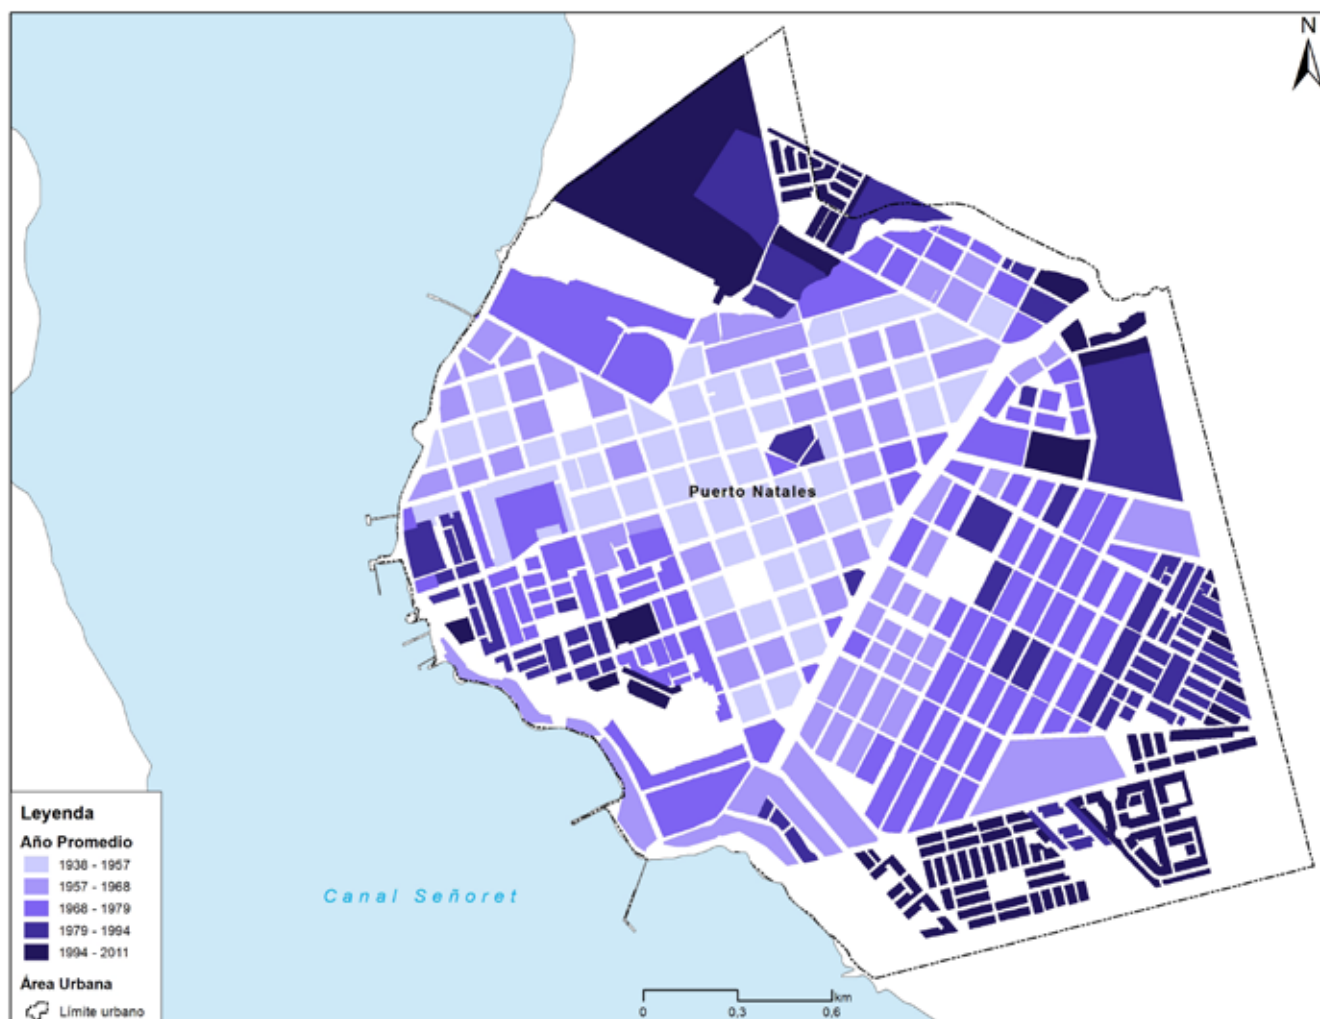 N
Puerto Natales
Leyenda
Año Promedio
1938 - 1957
1957 - 1968
1968 - 1979
1979 - 1994
1994 - 2011
Área Urbana
Límite urbano
Canal Señoret
km
0 0,3 0,6